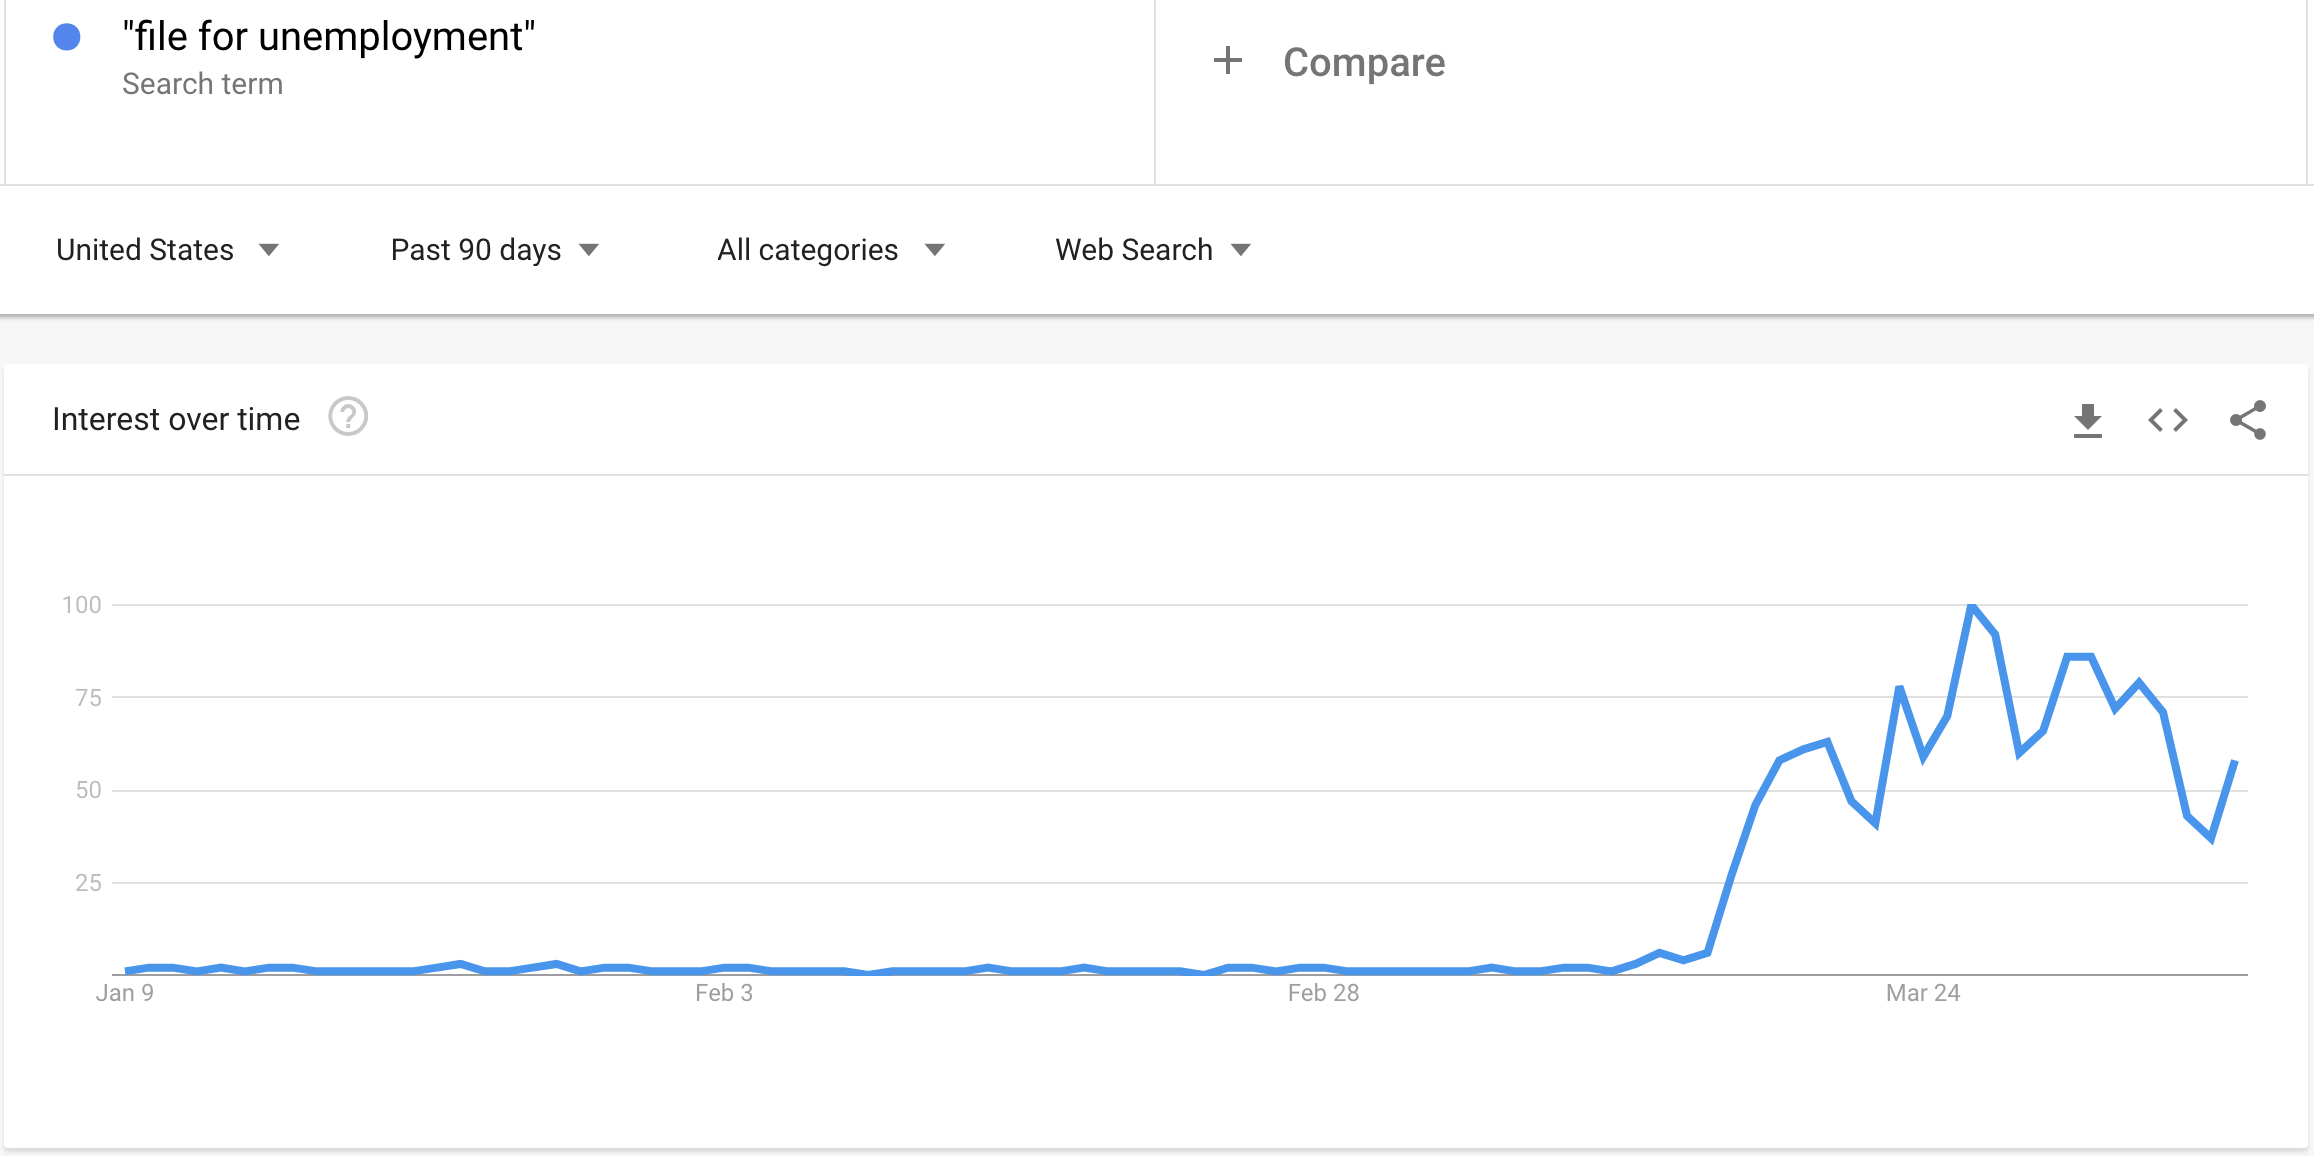 "file for unemployment"
Search term
+ Compare
United States
Past 90 days
All categories
Web Search
Interest over time ?
100
75
50
25
Jan 9
Feb 3
Feb 28
Mar 24